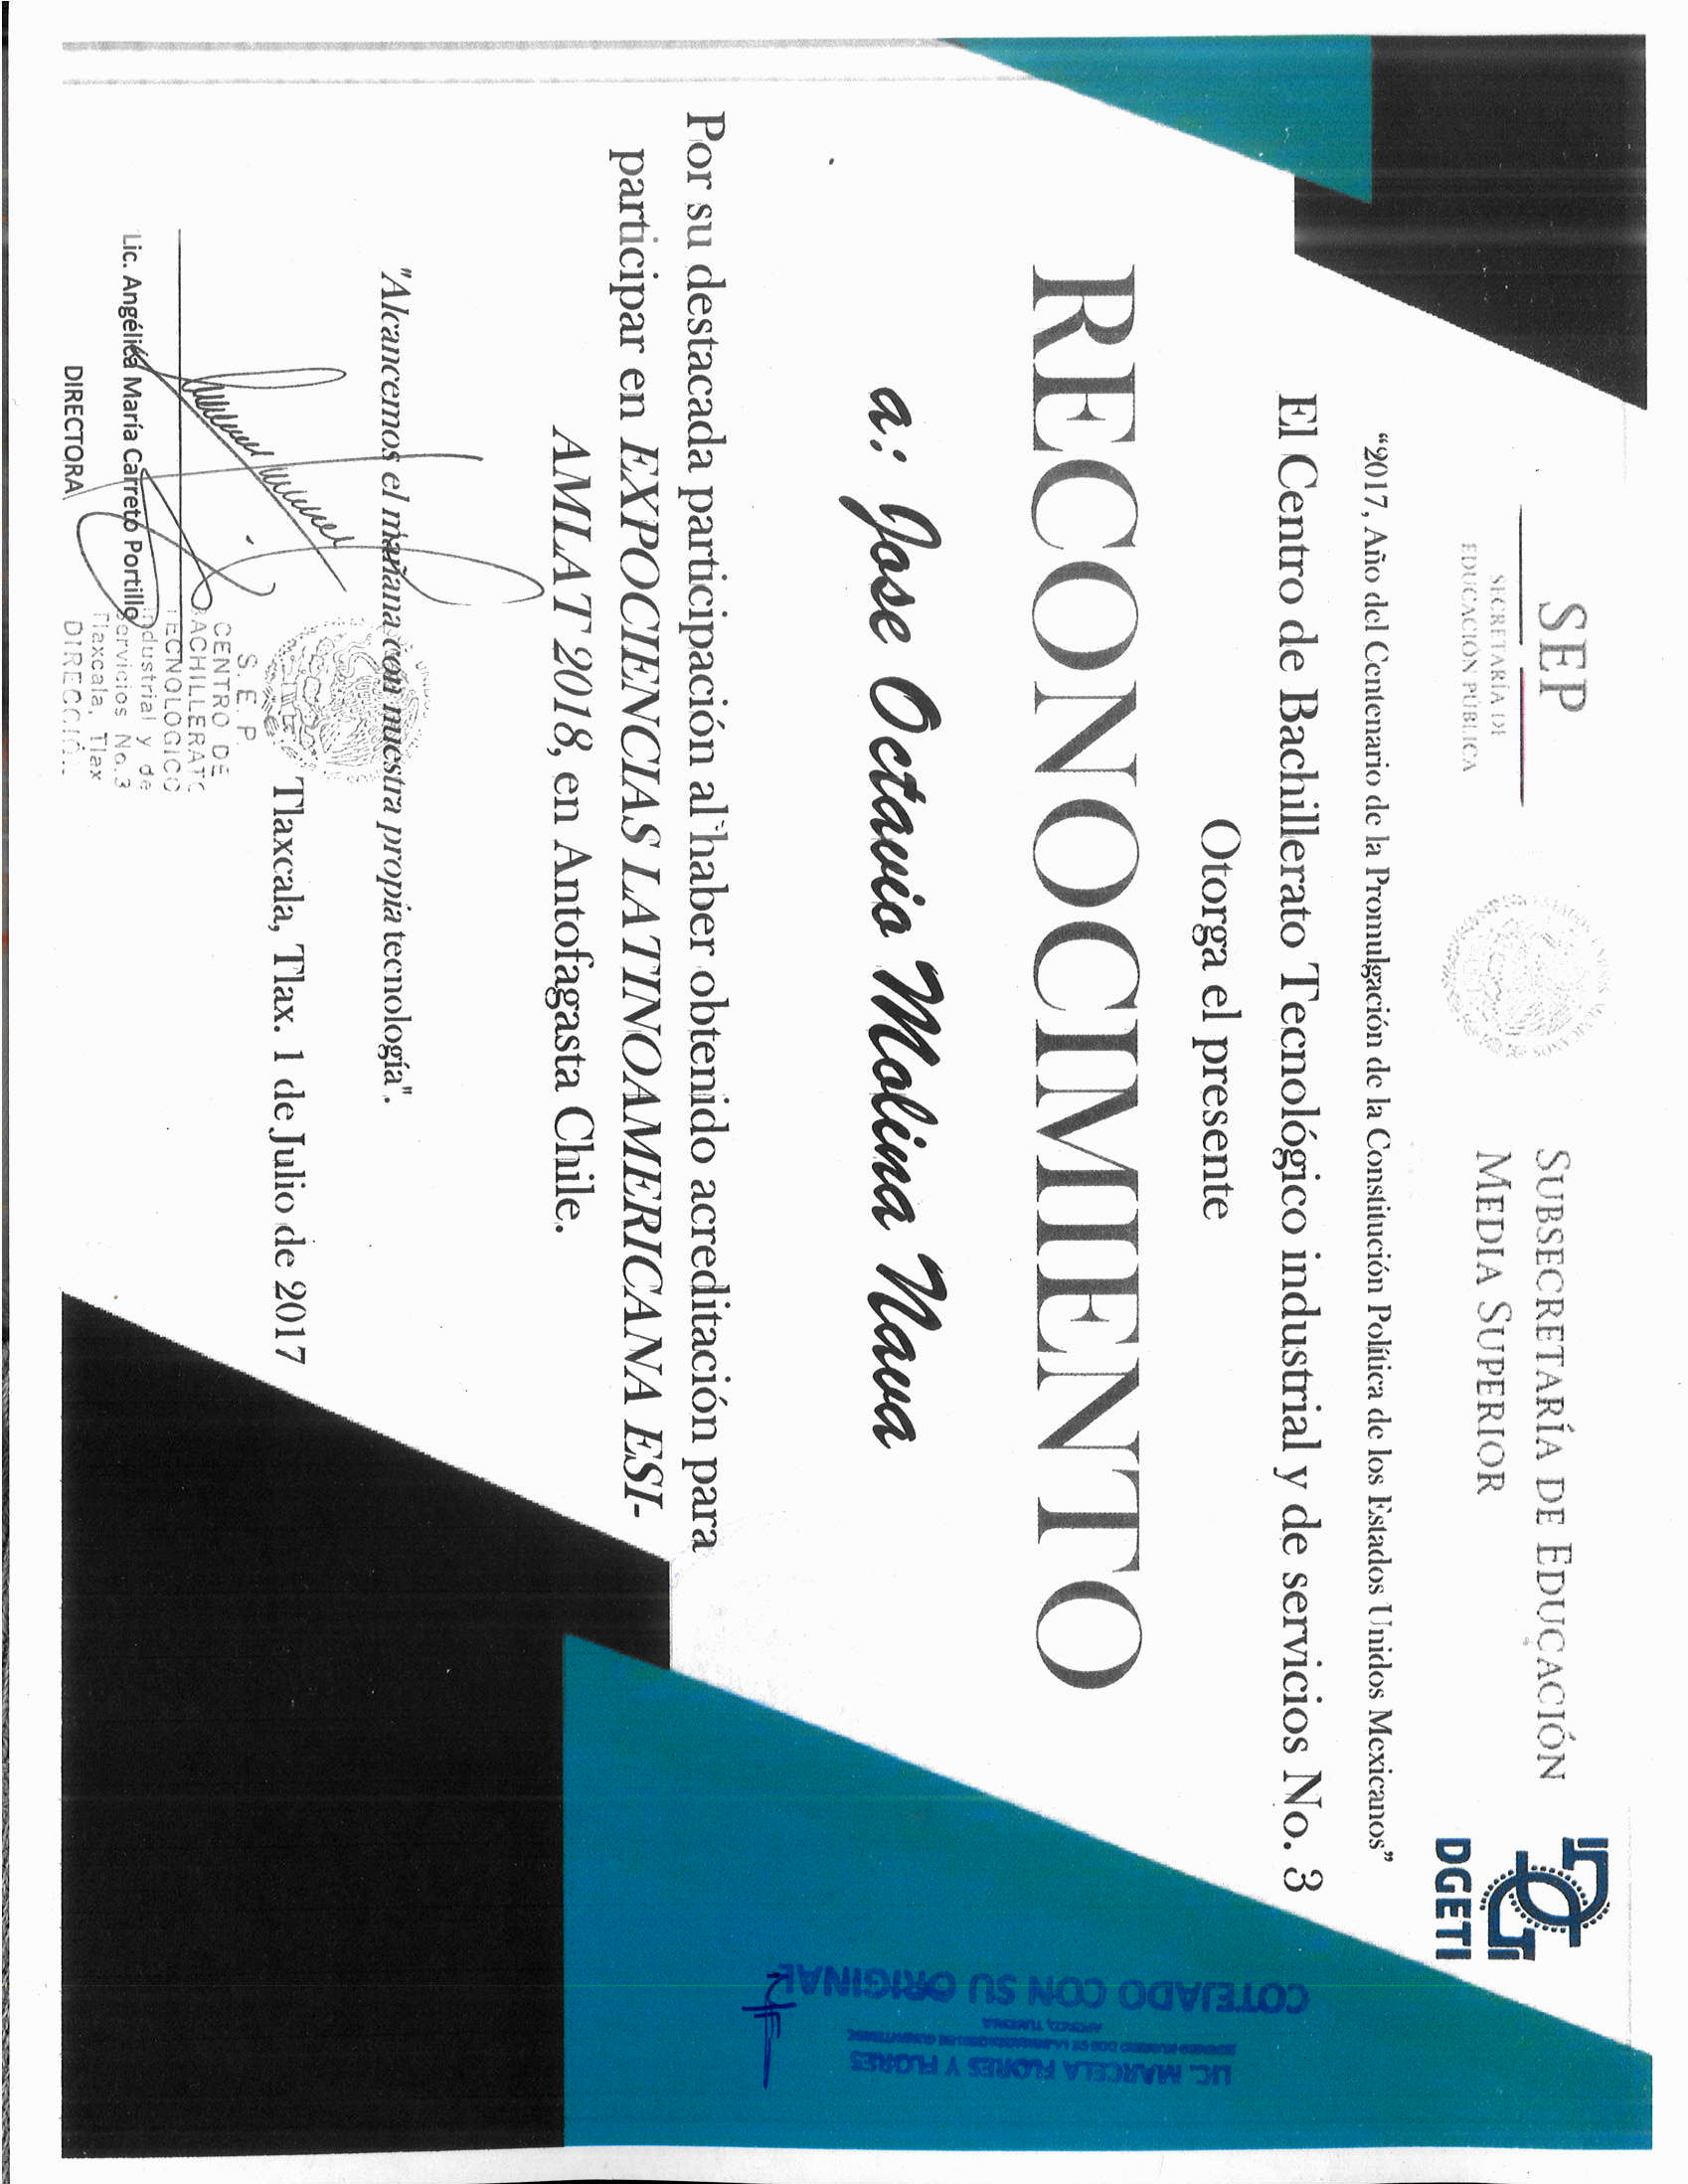 SEP
SECRETARÍA DE
EDUCACIÓN PÚBLICA
SUBSECRETARÍA DE EDUCACIÓN
MEDIA SUPERIOR
DGETI
“2017, Año del Centenario de la Promulgación de la Constitución Política de los Estados Unidos Mexicanos”
El Centro de Bachillerato Tecnológico industrial y de servicios No. 3
Otorga el presente
RECONOCIMIENTO
a: Jose Octavio Molina Nava
Por su destacada participación al haber obtenido acreditación para
participar en EXPOCIENCIAS LATINOAMERICANA ESI-
AMLAT 2018, en Antofagasta Chile.
"Alcancemos el mañana con nuestra propia tecnología".
Tlaxcala, Tlax. 1 de Julio de 2017
Lic. Angélica María Carreto Portillo
DIRECTORA
S. E. P.
CENTRO DE
BACHILLERATO
TECNOLOGICO
Industrial y de
Servicios No. 3
Tlaxcala, Tlax
DIRECCIÓN
COTEJADO CON SU ORIGINAL
LIC. MARCELA FLORES Y FLORES